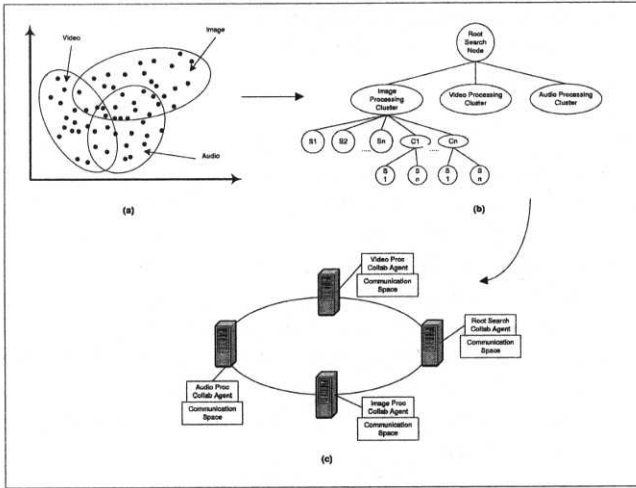 Video
Image
Audio
(a)
Root
Search
Node
Image
Processing
Cluster
Video Processing
Cluster
Audio Processing
Cluster
S1
S2
Sn
C1
Cn
.....
.....
S
1
S
n
S
1
S
n
(b)
Video Proc
Collab Agent
Communication
Space
Root Search
Collab Agent
Communication
Space
Audio Proc
Collab Agent
Communication
Space
Image Proc
Collab Agent
Communication
Space
(c)